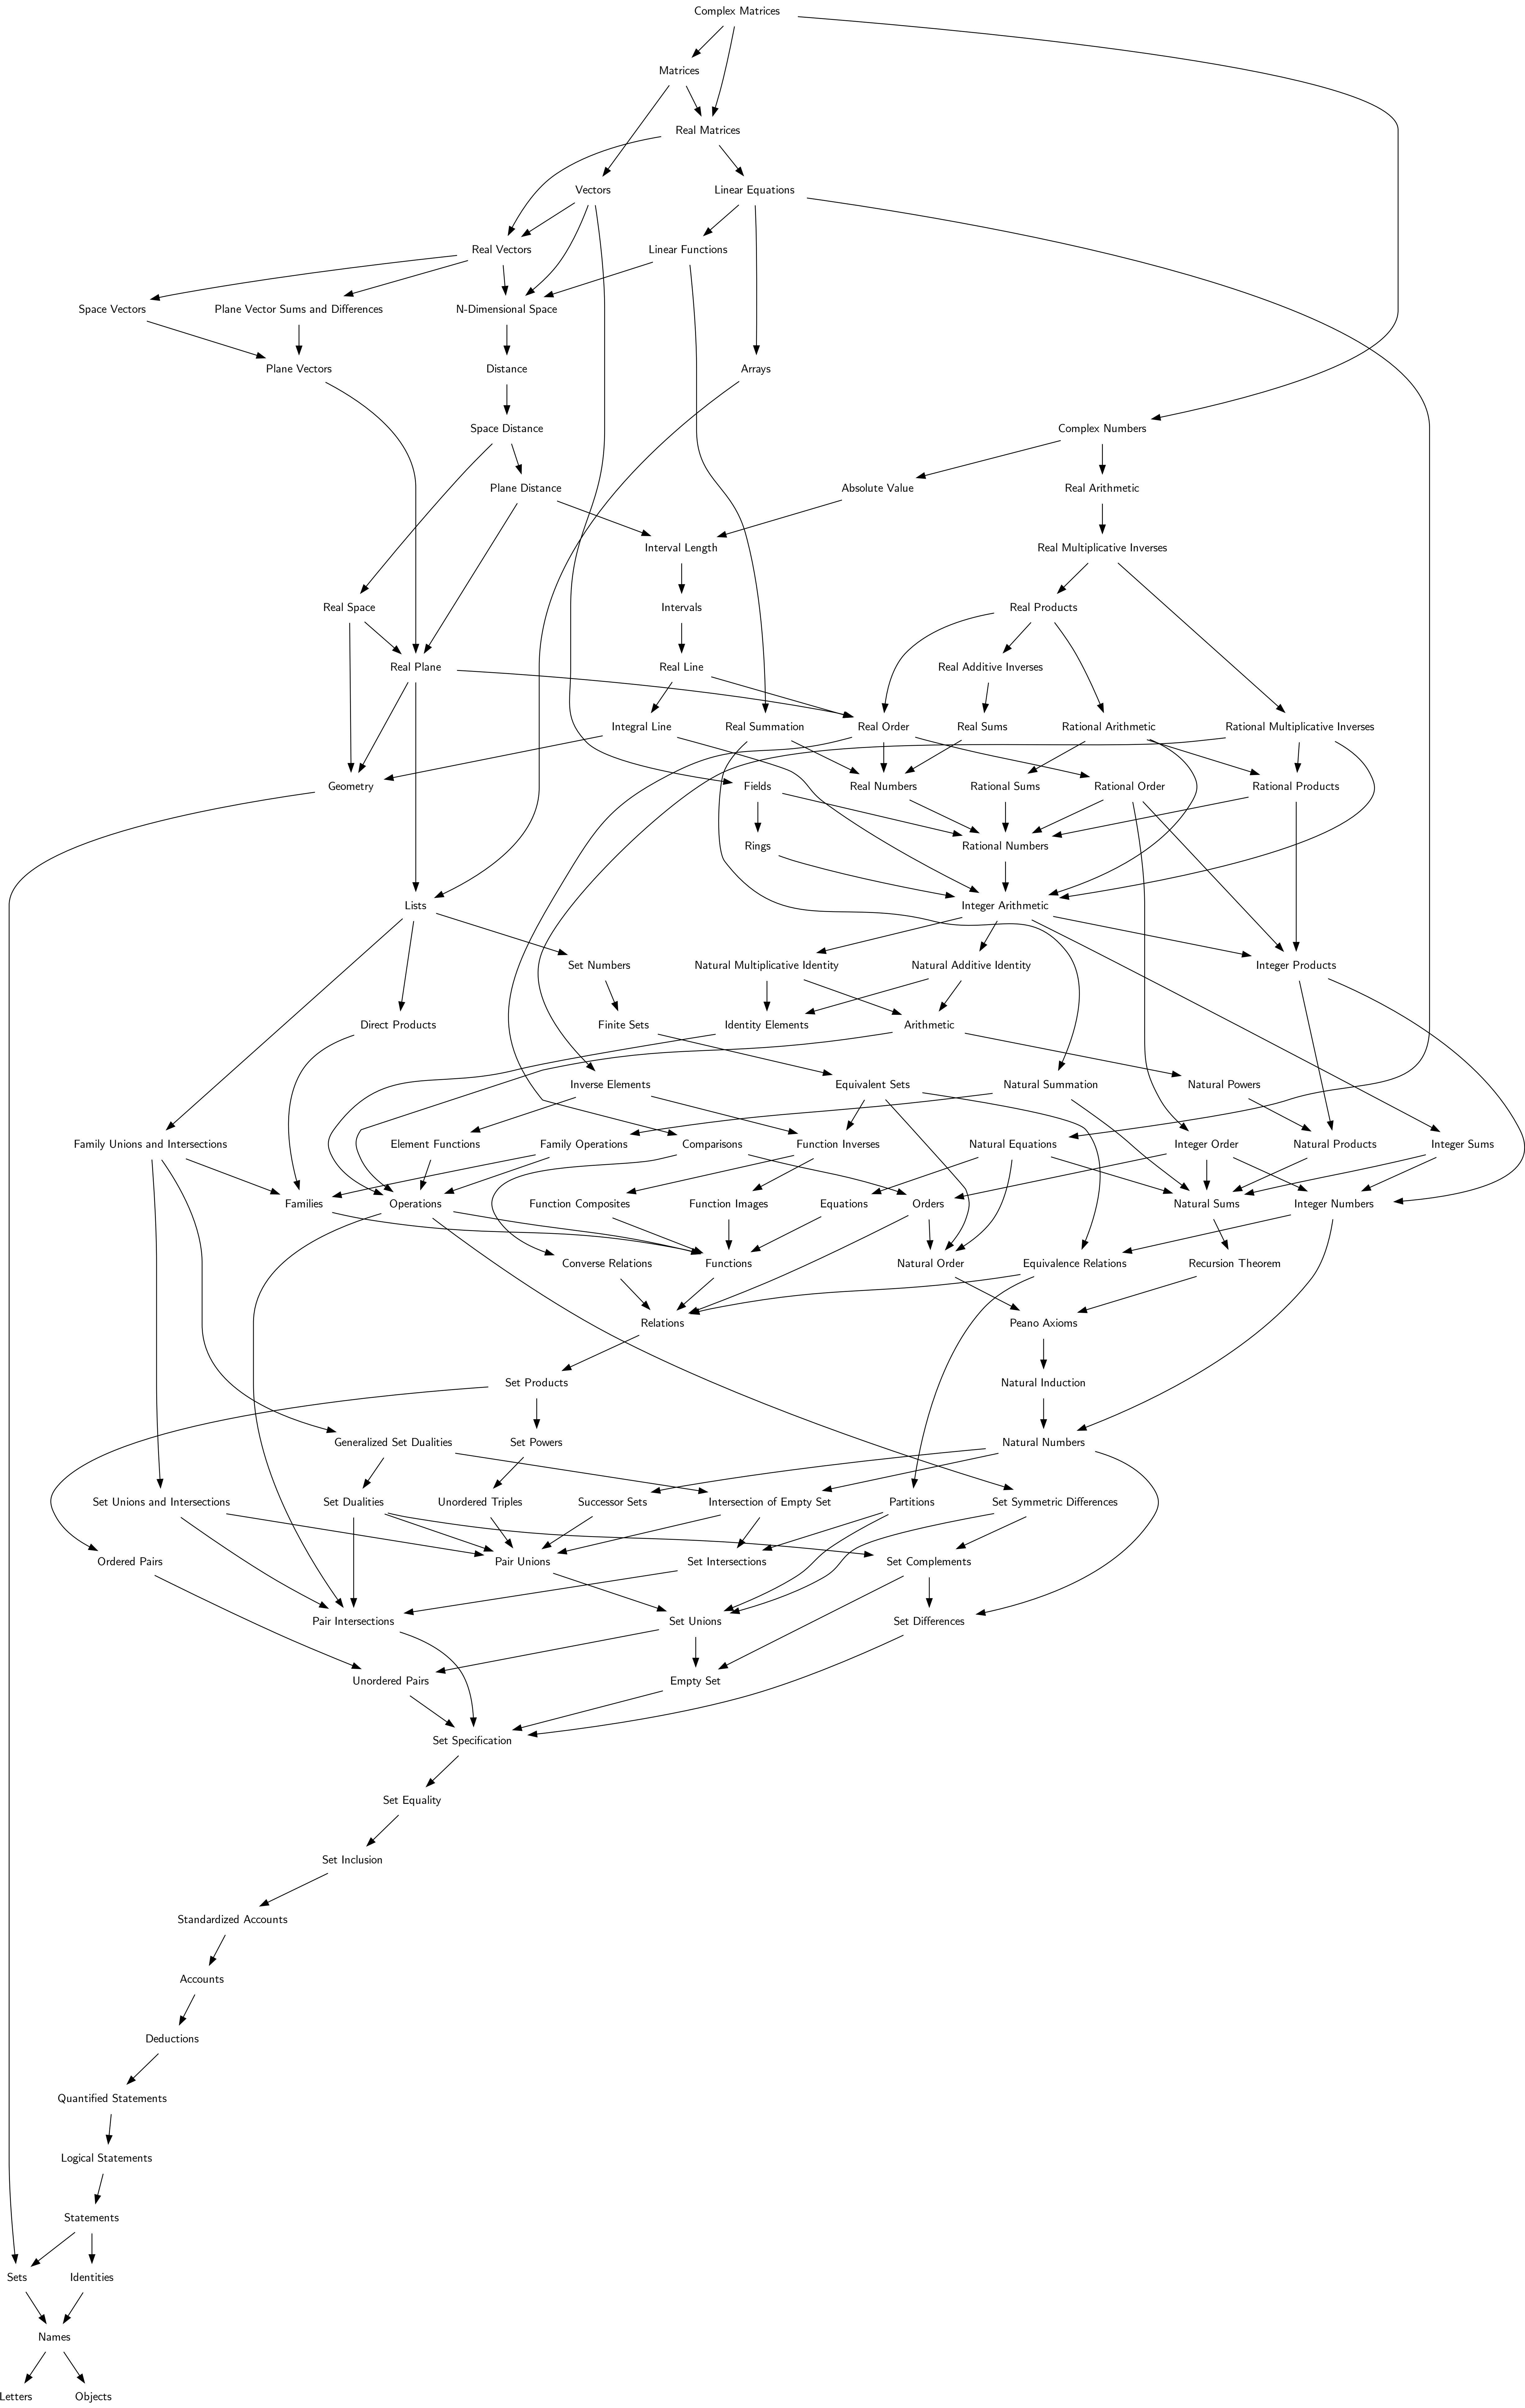 Complex Matrices
Matrices
Real Matrices
Vectors
Linear Equations
Real Vectors
Linear Functions
Space Vectors
Plane Vector Sums and Differences
N-Dimensional Space
Plane Vectors
Distance
Arrays
Space Distance
Complex Numbers
Plane Distance
Absolute Value
Real Arithmetic
Interval Length
Real Multiplicative Inverses
Real Space
Intervals
Real Products
Real Plane
Real Line
Real Additive Inverses
Integral Line
Real Summation
Real Order
Real Sums
Rational Arithmetic
Rational Multiplicative Inverses
Geometry
Fields
Real Numbers
Rational Sums
Rational Order
Rational Products
Rings
Rational Numbers
Lists
Integer Arithmetic
Set Numbers
Natural Multiplicative Identity
Natural Additive Identity
Integer Products
Direct Products
Finite Sets
Identity Elements
Arithmetic
Inverse Elements
Equivalent Sets
Natural Summation
Natural Powers
Family Unions and Intersections
Element Functions
Family Operations
Comparisons
Function Inverses
Natural Equations
Integer Order
Natural Products
Integer Sums
Families
Operations
Function Composites
Function Images
Equations
Orders
Natural Sums
Integer Numbers
Converse Relations
Functions
Natural Order
Equivalence Relations
Recursion Theorem
Relations
Peano Axioms
Set Products
Natural Induction
Generalized Set Dualities
Set Powers
Natural Numbers
Set Unions and Intersections
Set Dualities
Unordered Triples
Successor Sets
Intersection of Empty Set
Partitions
Set Symmetric Differences
Ordered Pairs
Pair Unions
Set Intersections
Set Complements
Pair Intersections
Set Unions
Set Differences
Unordered Pairs
Empty Set
Set Specification
Set Equality
Set Inclusion
Standardized Accounts
Accounts
Deductions
Quantified Statements
Logical Statements
Statements
Sets
Identities
Names
Letters
Objects